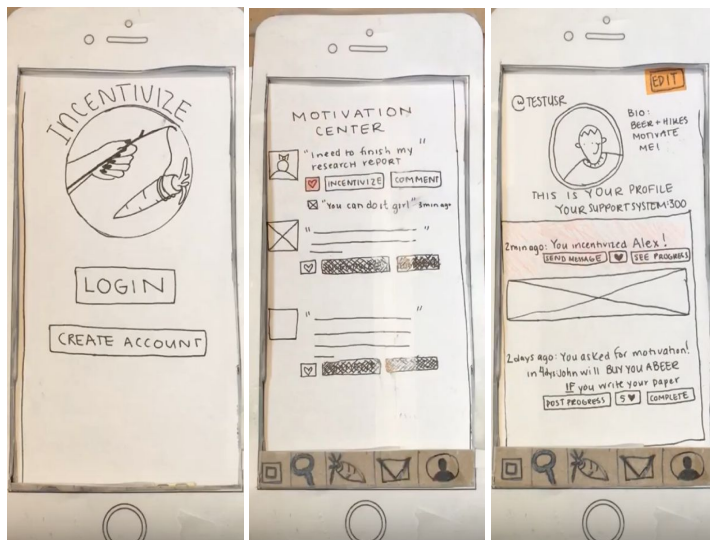 INCENTIVIZE
LOGIN
CREATE ACCOUNT
MOTIVATION
CENTER
"I need to finish my
research report"
INCENTIVIZE COMMENT
"You can do it girl" 3min ago
" "
" "
EDIT
@TESTUSR
BIO:
BEER + HIKES
MOTIVATE
ME!
THIS IS YOUR PROFILE
YOUR SUPPORT SYSTEM: 300
2min ago: You incentivized Alex!
SEND MESSAGE SEE PROGRESS
2 days ago: You asked for motivation!
in 4dys John will BUY YOU A BEER
IF you write your paper
POST PROGRESS 5 COMPLETE